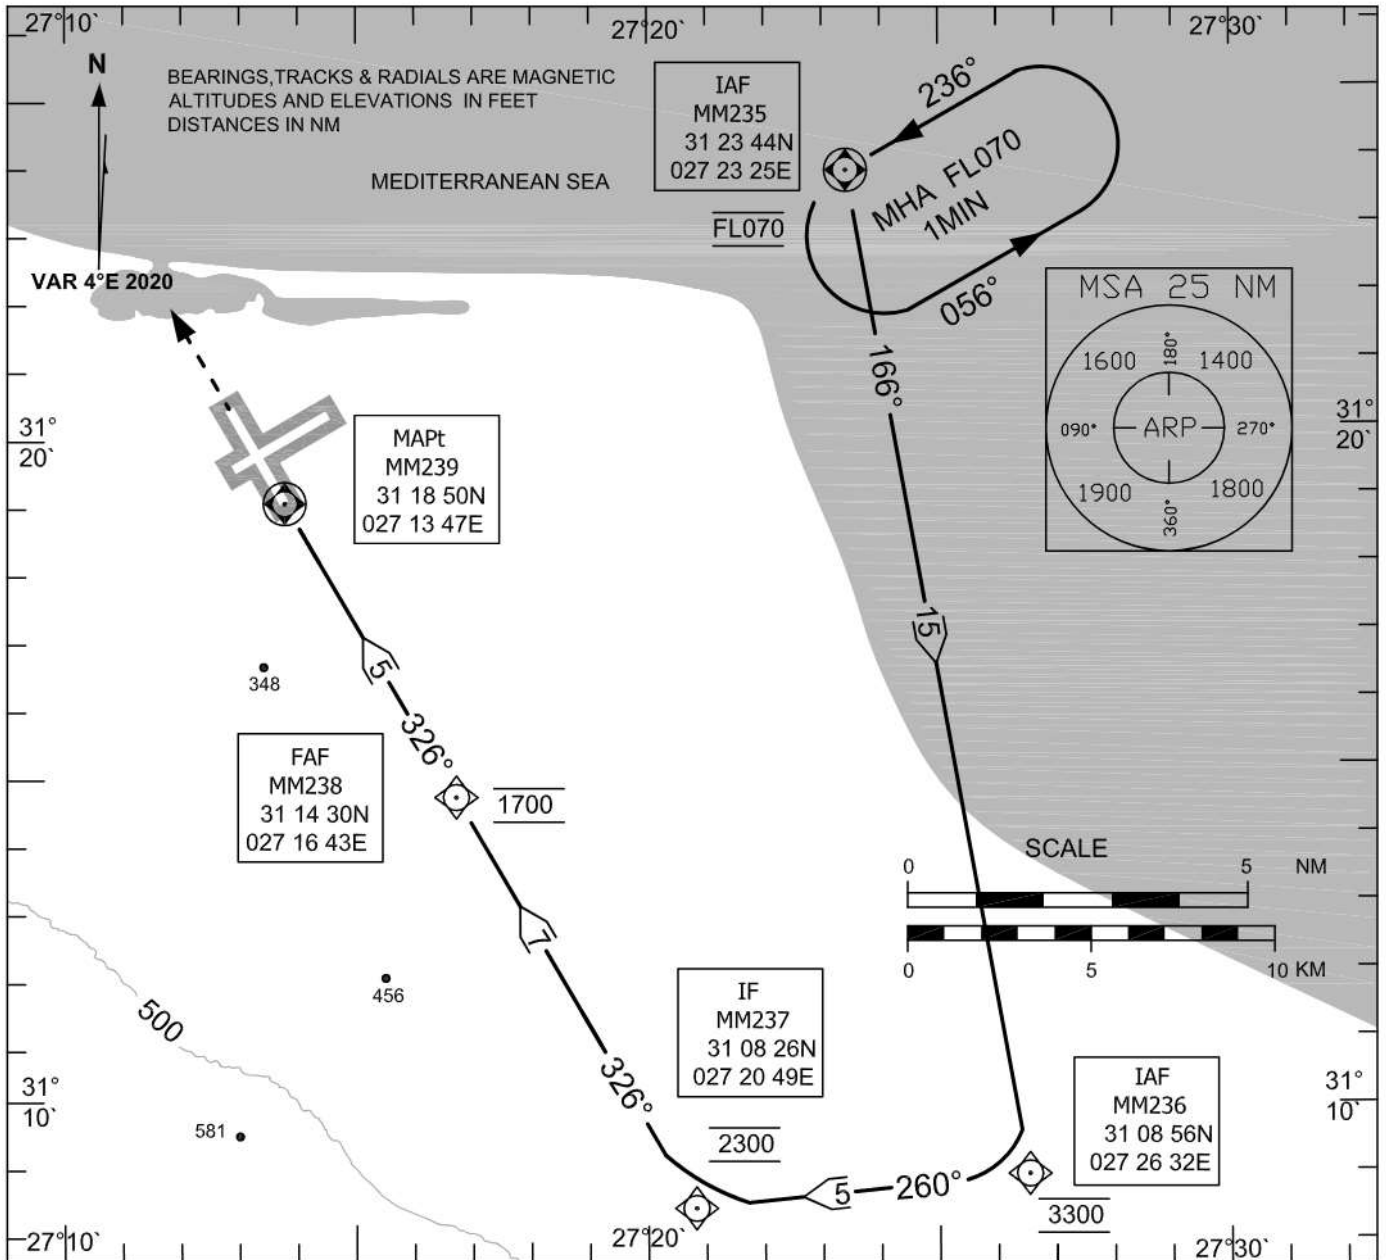 27°10`
27°20`
27°30`
N
BEARINGS,TRACKS & RADIALS ARE MAGNETIC
ALTITUDES AND ELEVATIONS IN FEET
DISTANCES IN NM
MEDITERRANEAN SEA
VAR 4°E 2020
IAF
MM235
31 23 44N
027 23 25E
FL070
236°
MHA FL070
1MIN
056°
166°
15
MSA 25 NM
1600
180°
1400
090°
ARP
270°
1900
360°
1800
31°
20`
31°
20`
MAPt
MM239
31 18 50N
027 13 47E
5
326°
348
FAF
MM238
31 14 30N
027 16 43E
1700
SCALE
0
5
NM
0
5
10 KM
7
326°
456
500
581
IF
MM237
31 08 26N
027 20 49E
2300
IAF
MM236
31 08 56N
027 26 32E
3300
5
260°
31°
10`
31°
10`
27°10`
27°20`
27°30`